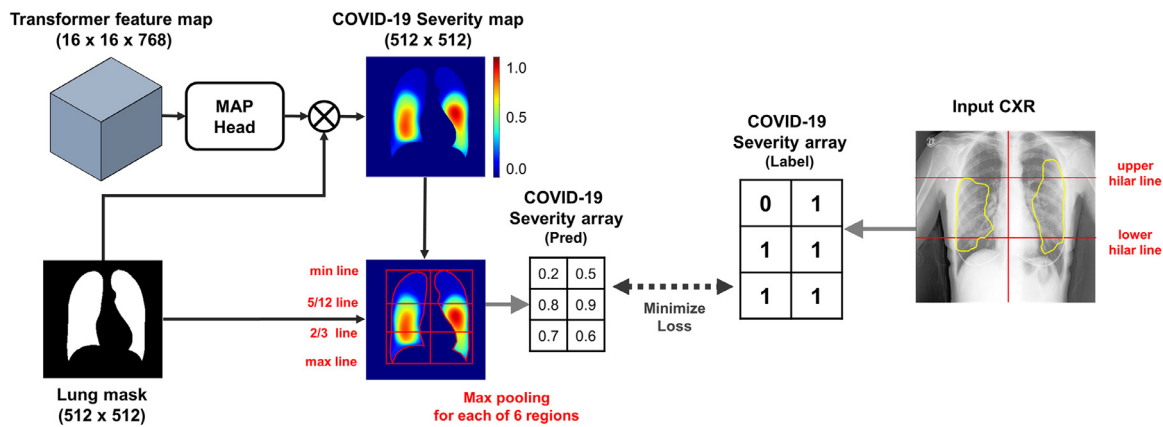 Transformer feature map
(16 x 16 x 768)
MAP
Head
COVID-19 Severity map
(512 x 512)
1.0
0.5
0.0
Lung mask
(512 x 512)
min line
5/12 line
2/3 line
max line
Max pooling
for each of 6 regions
COVID-19
Severity array
(Pred)
0.2 0.5
0.8 0.9
0.7 0.6
Minimize
Loss
COVID-19
Severity array
(Label)
0 1
1 1
1 1
Input CXR
upper
hilar line
lower
hilar line